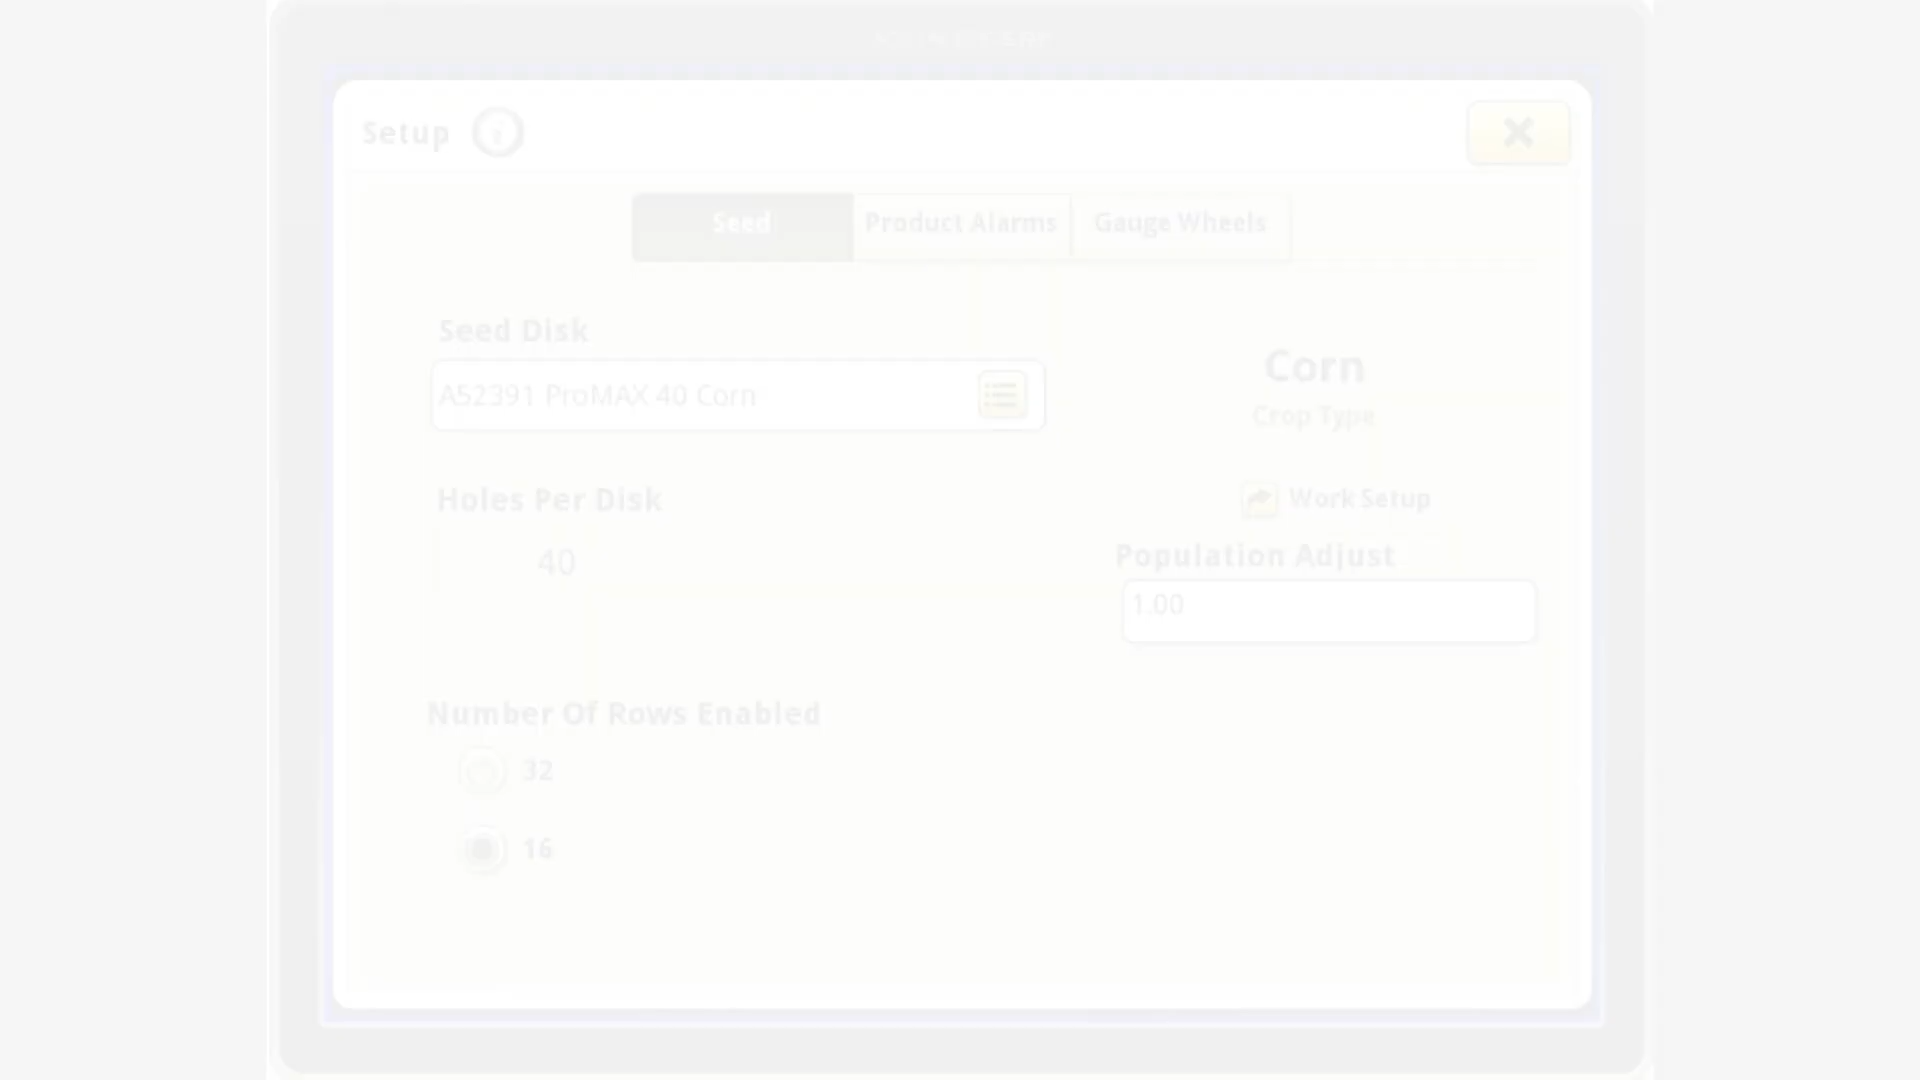 Setup
Seed
Product Alarms
Gauge Wheels
Seed Disk
A52391 ProMAX 40 Corn
Corn
Crop Type
Holes Per Disk
40
Work Setup
Population Adjust
1.00
Number Of Rows Enabled
32
16